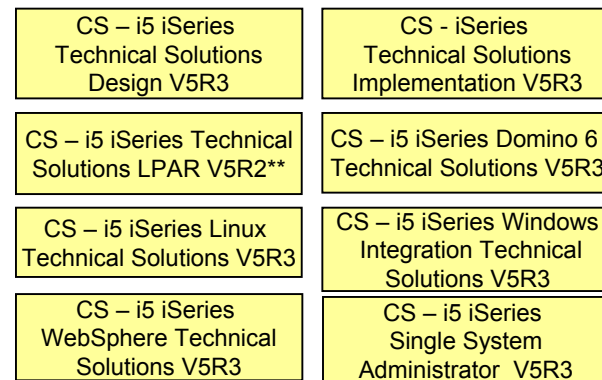 CS – i5 iSeries
Technical Solutions
Design V5R3
CS - iSeries
Technical Solutions
Implementation V5R3
CS – i5 iSeries Technical
Solutions LPAR V5R2**
CS – i5 iSeries Domino 6
Technical Solutions V5R3
CS – i5 iSeries Linux
Technical Solutions V5R3
CS – i5 iSeries Windows
Integration Technical
Solutions V5R3
CS – i5 iSeries
WebSphere Technical
Solutions V5R3
CS – i5 iSeries
Single System
Administrator V5R3